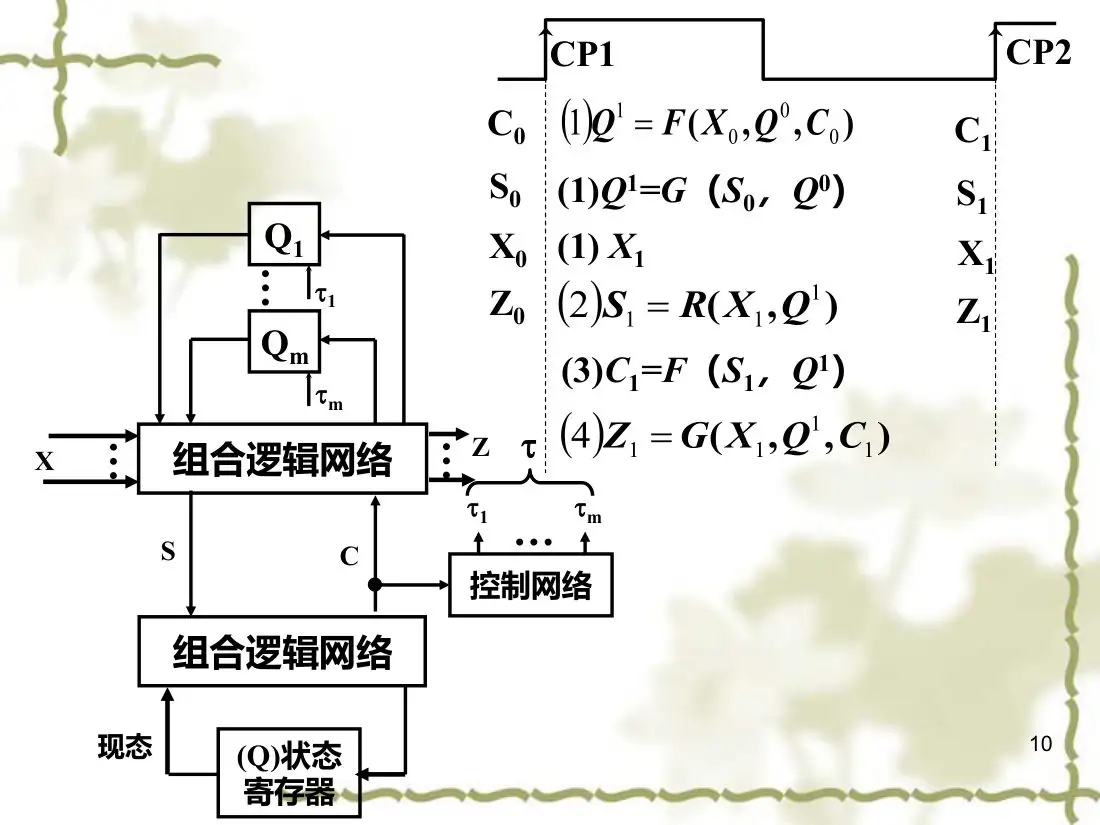 CP1
CP2
C₀ (1)Q¹ = F(X₀,Q⁰,C₀) C₁
S₀ (1)Q¹=G（S₀，Q⁰） S₁
X₀ (1) X₁ X₁
Z₀ (2)S₁ = R(X₁,Q¹) Z₁
(3)C₁=F（S₁，Q¹）
(4)Z₁ = G(X₁,Q¹,C₁)
Q₁
τ₁
Qₘ
τₘ
X
组合逻辑网络
Z
τ
τ₁
τₘ
S
C
控制网络
组合逻辑网络
现态
(Q)状态
寄存器
10